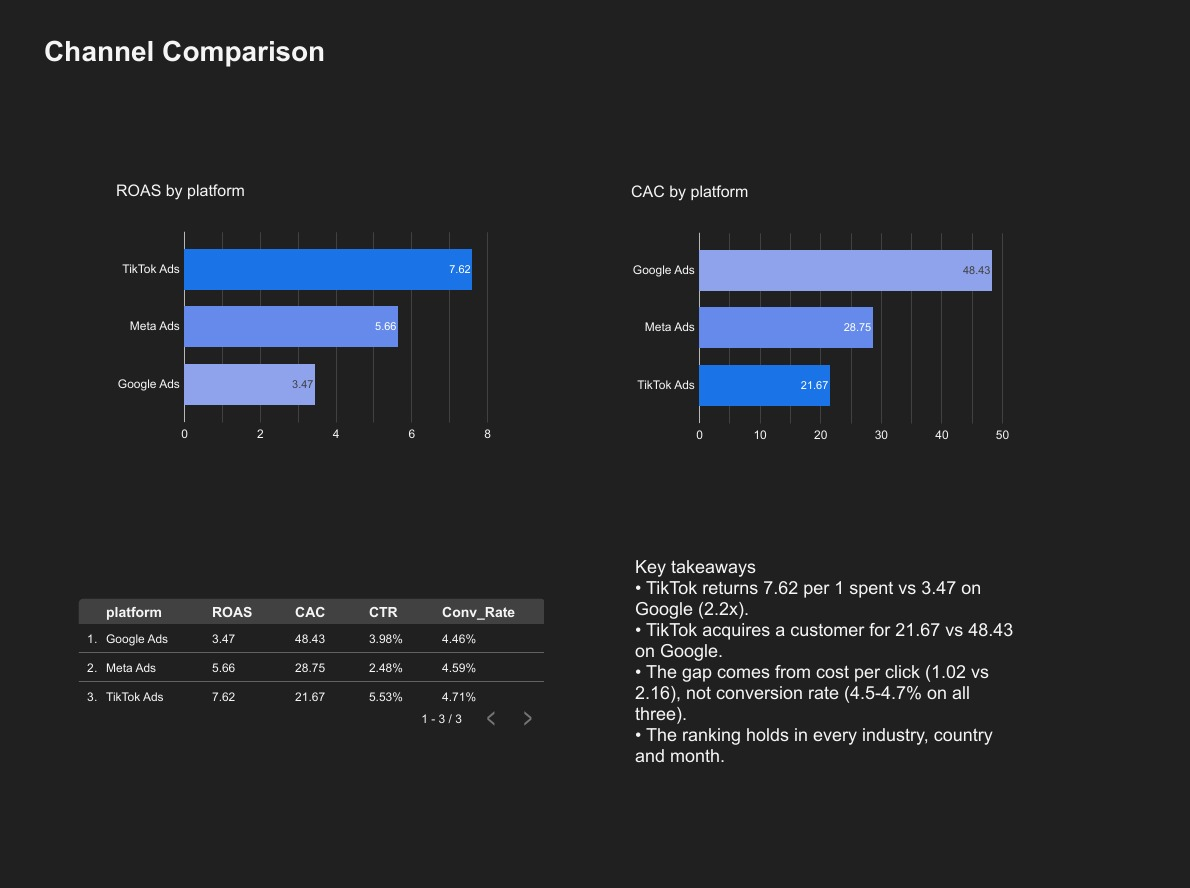 Channel Comparison
ROAS by platform
TikTok Ads 7.62
Meta Ads 5.66
Google Ads 3.47
0 2 4 6 8
CAC by platform
Google Ads 48.43
Meta Ads 28.75
TikTok Ads 21.67
0 10 20 30 40 50
platform ROAS CAC CTR Conv_Rate
1. Google Ads 3.47 48.43 3.98% 4.46%
2. Meta Ads 5.66 28.75 2.48% 4.59%
3. TikTok Ads 7.62 21.67 5.53% 4.71%
1 - 3 / 3
Key takeaways
• TikTok returns 7.62 per 1 spent vs 3.47 on
Google (2.2x).
• TikTok acquires a customer for 21.67 vs 48.43
on Google.
• The gap comes from cost per click (1.02 vs
2.16), not conversion rate (4.5-4.7% on all
three).
• The ranking holds in every industry, country
and month.